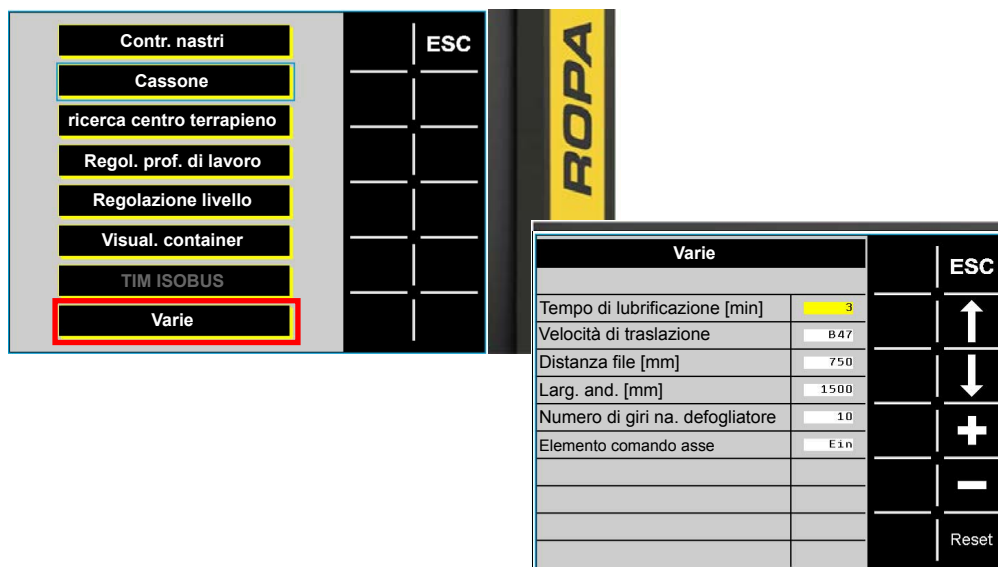 Contr. nastri
ESC
Cassone
ricerca centro terrapieno
Regol. prof. di lavoro
Regolazione livello
Visual. container
TIM ISOBUS
Varie
ROPA
Varie
ESC
Tempo di lubrificazione [min] 3
Velocità di traslazione B47
Distanza file [mm] 750
Larg. and. [mm] 1500
Numero di giri na. defogliatore 10
Elemento comando asse Ein
Reset